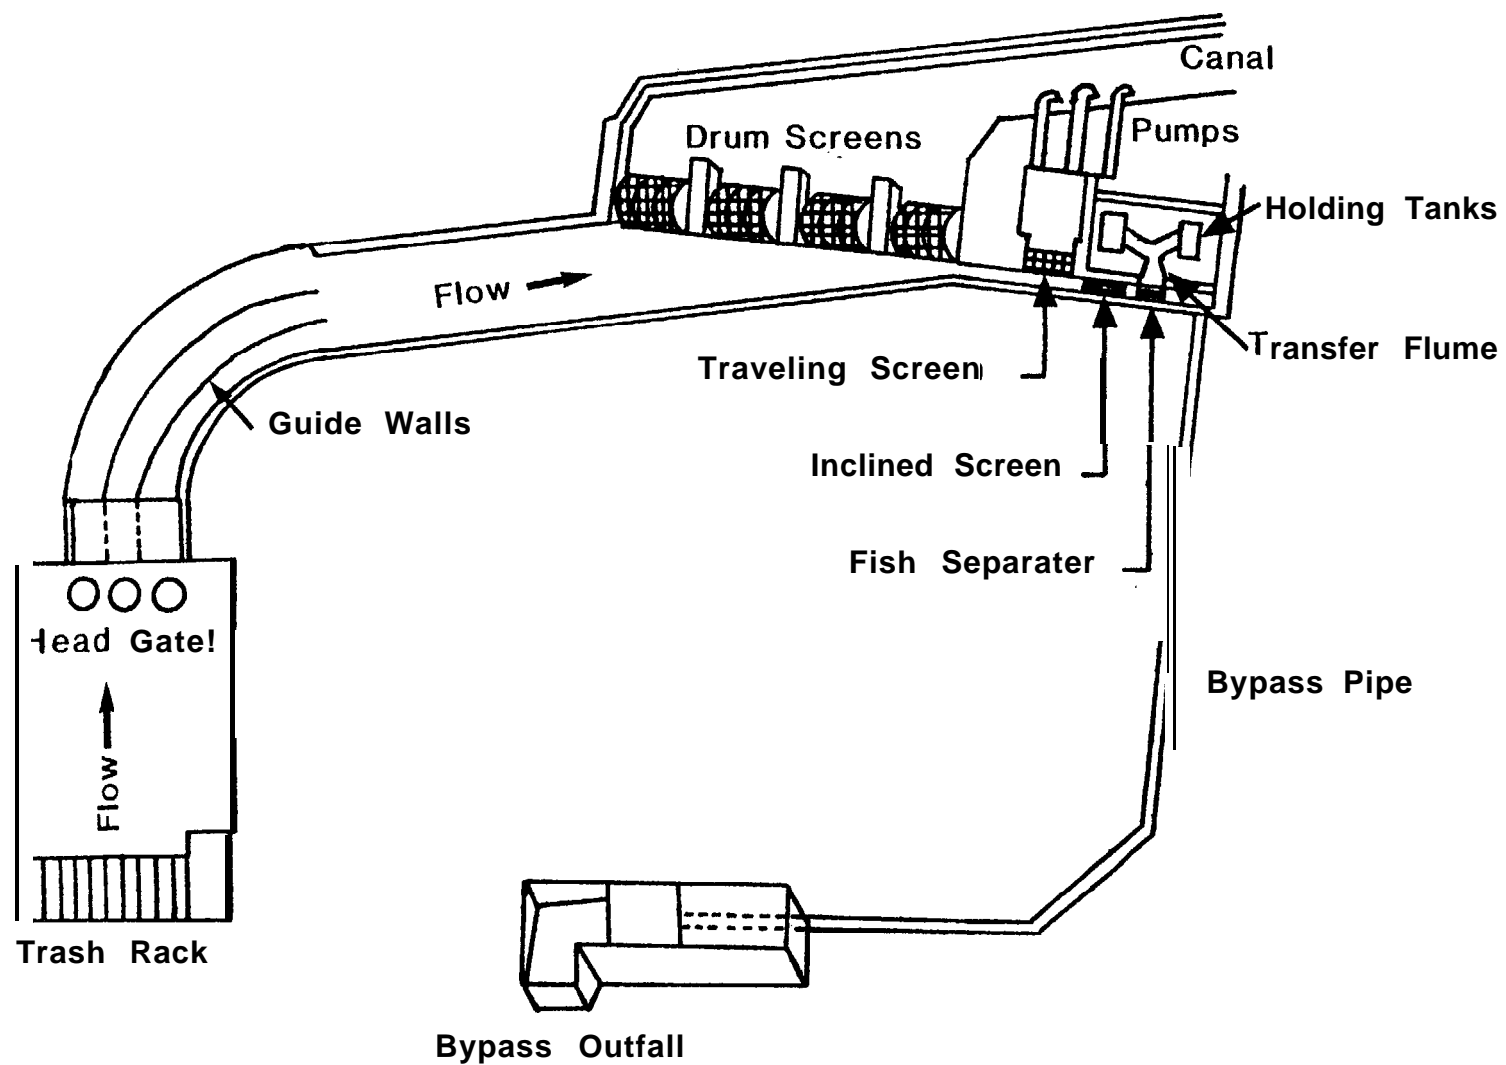 Canal
Pumps
Drum Screens
Holding Tanks
Flow
Transfer Flume
Traveling Screen
Guide Walls
Inclined Screen
Fish Separater
Head Gate!
Bypass Pipe
Flow
Trash Rack
Bypass Outfall